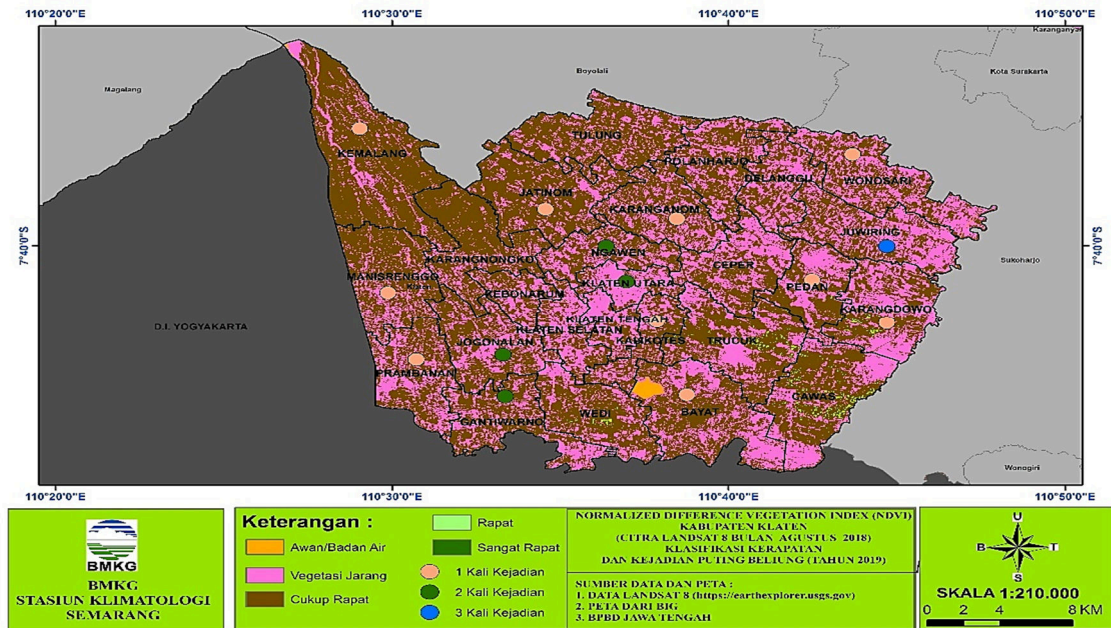 110°20'0"E
110°30'0"E
110°40'0"E
110°50'0"E
Karanganyar
Magelang
Boyolali
Kota Surakarta
KEMALANG
TULUNG
POLANHARJO
DELANGGU
WONOSARI
JATINOM
KARANGANOM
JUWIRING
7°40'0"S
7°40'0"S
NGAWEN
KARANGNONGKO
CEPER
Sukoharjo
MANISRENGGO
Klaten
KLATEN UTARA
PEDAN
KEBONARUM
KARANGDOWO
KLATEN TENGAH
D.I. YOGYAKARTA
KLATEN SELATAN
JOGONALAN
KALIKOTES
TRUCUK
PRAMBANAN
CAWAS
WEDI
BAYAT
GANTIWARNO
Wonogiri
110°20'0"E
110°30'0"E
110°40'0"E
110°50'0"E
BMKG
BMKG
STASIUN KLIMATOLOGI
SEMARANG
Keterangan :
Awan/Badan Air
Vegetasi Jarang
Cukup Rapat
Rapat
Sangat Rapat
1 Kali Kejadian
2 Kali Kejadian
3 Kali Kejadian
NORMALIZED DIFFERENCE VEGETATION INDEX (NDVI)
KABUPATEN KLATEN
(CITRA LANDSAT 8 BULAN AGUSTUS 2018)
KLASIFIKASI KERAPATAN
DAN KEJADIAN PUTING BELIUNG (TAHUN 2019)
SUMBER DATA DAN PETA :
1. DATA LANDSAT 8 (https://earthexplorer.usgs.gov)
2. PETA DARI BIG
3. BPBD JAWA TENGAH
U
B
T
S
SKALA 1:210.000
0 2 4 8 KM